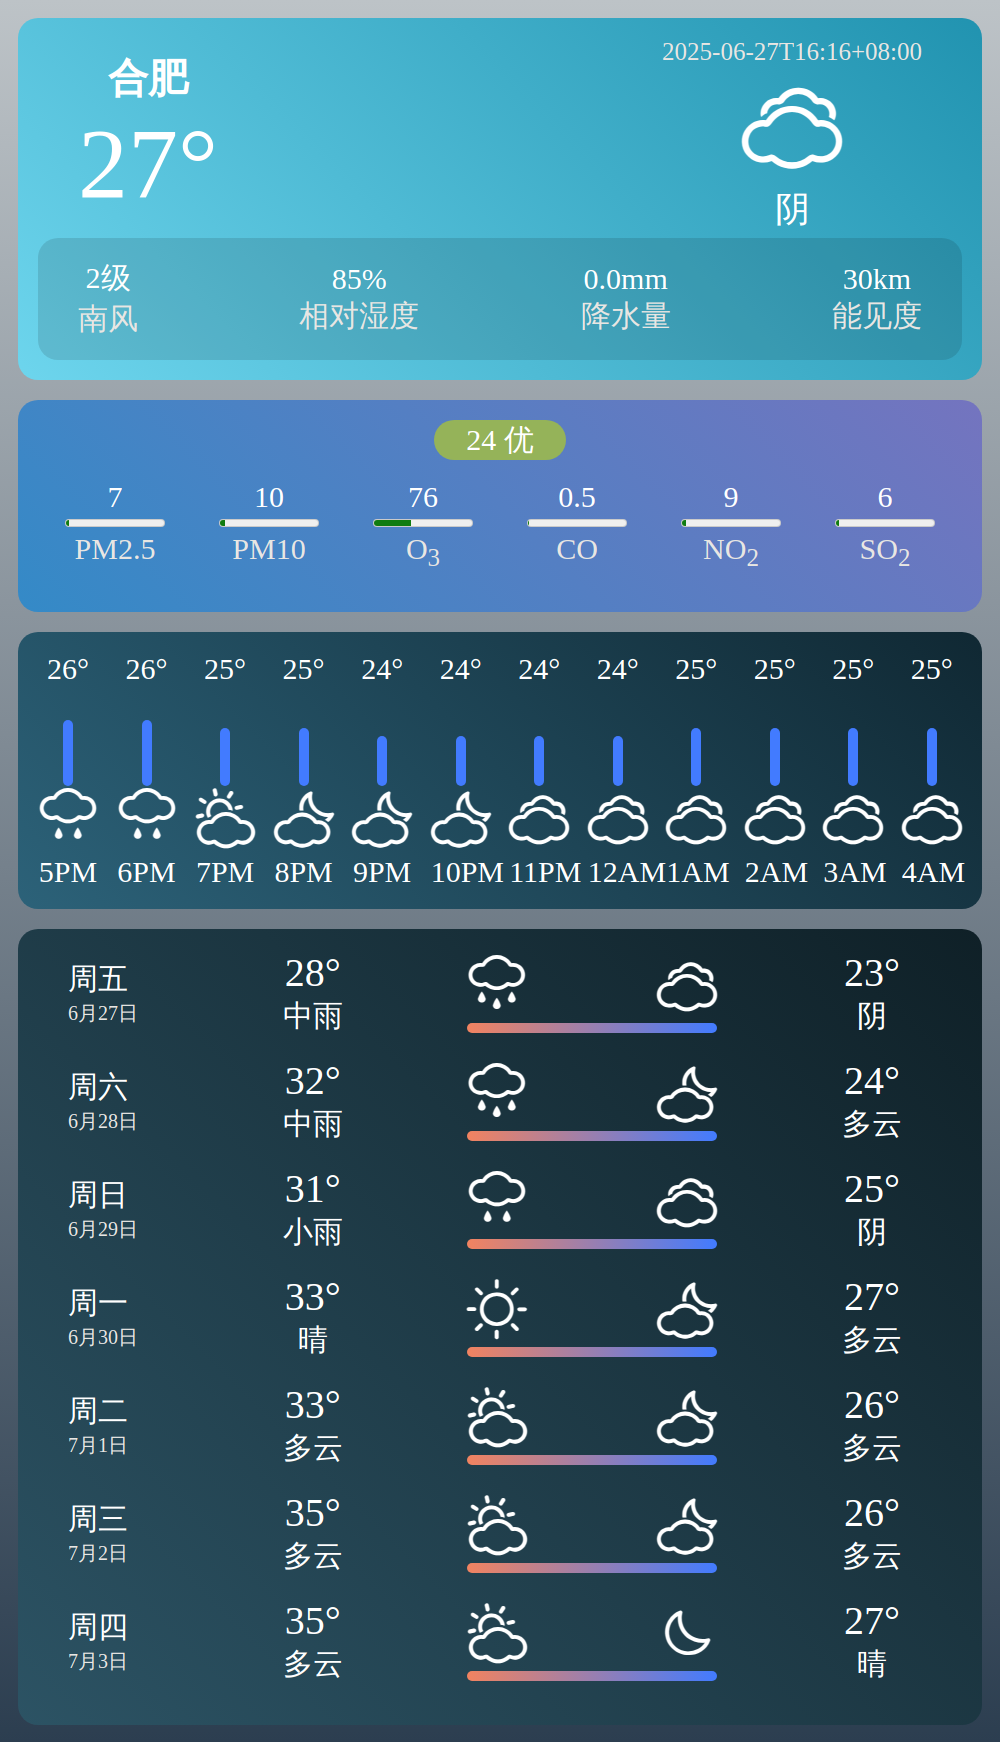 合肥
27°
2025-06-27T16:16+08:00
阴
2级 85% 0.0mm 30km
南风 相对湿度 降水量 能见度
24 优
7 10 76 0.5 9 6
PM2.5 PM10 O3 CO NO2 SO2
26° 26° 25° 25° 24° 24° 24° 24° 25° 25° 25° 25°
5PM 6PM 7PM 8PM 9PM 10PM 11PM 12AM 1AM 2AM 3AM 4AM
周五 28° 23°
6月27日 中雨 阴
周六 32° 24°
6月28日 中雨 多云
周日 31° 25°
6月29日 小雨 阴
周一 33° 27°
6月30日 晴 多云
周二 33° 26°
7月1日 多云 多云
周三 35° 26°
7月2日 多云 多云
周四 35° 27°
7月3日 多云 晴